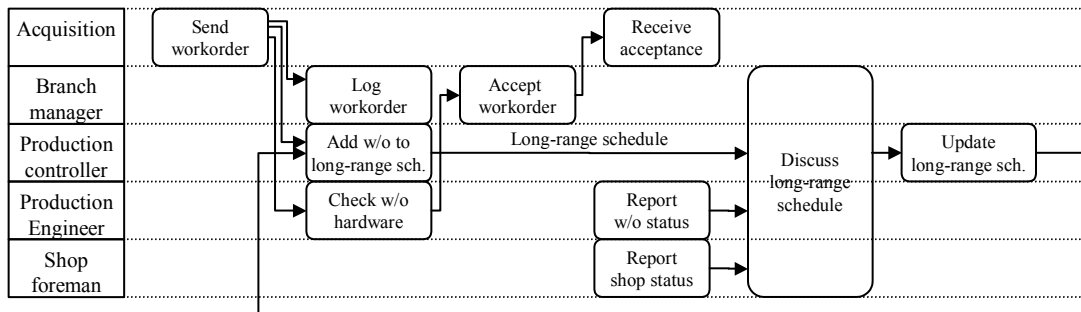 Acquisition
Send
workorder
Receive
acceptance
Branch
manager
Log
workorder
Accept
workorder
Production
controller
Add w/o to
long-range sch.
Long-range schedule
Discuss
long-range
schedule
Update
long-range sch.
Production
Engineer
Check w/o
hardware
Report
w/o status
Shop
foreman
Report
shop status